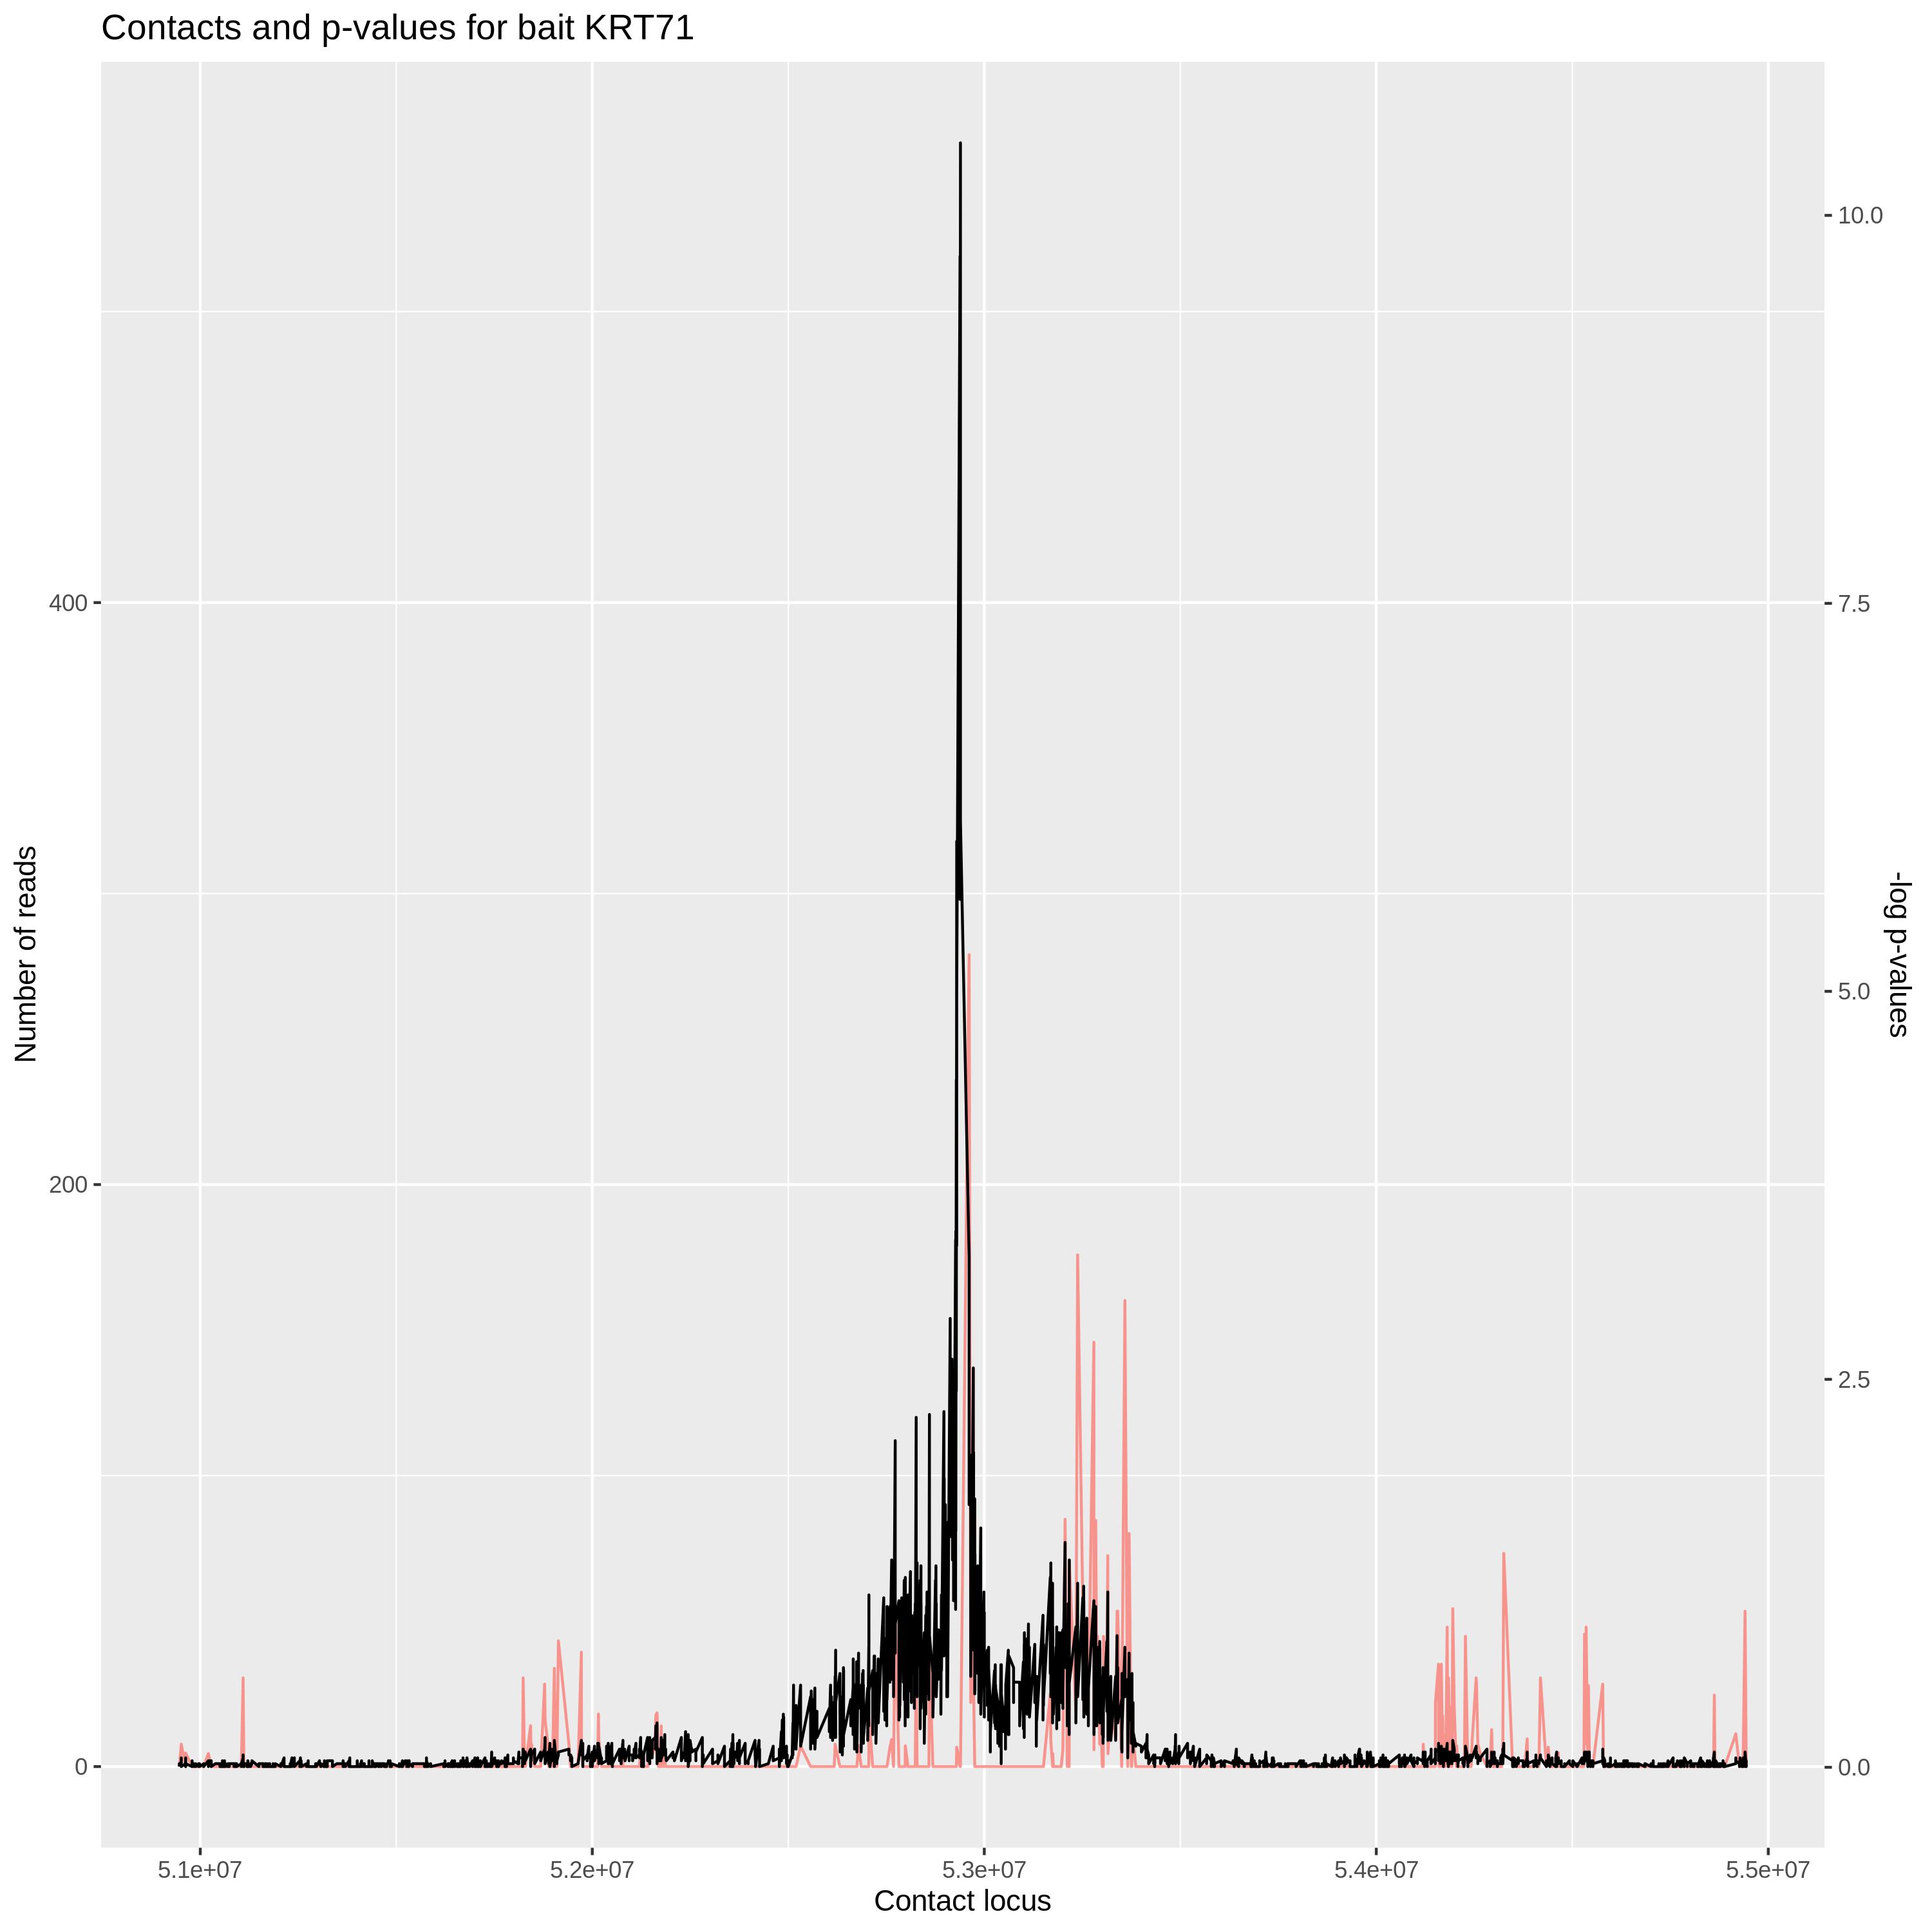 Contacts and p-values for bait KRT71
10.0
400
7.5
Number of reads
-log p-values
5.0
200
2.5
0
0.0
5.1e+07 5.2e+07 5.3e+07 5.4e+07 5.5e+07
Contact locus